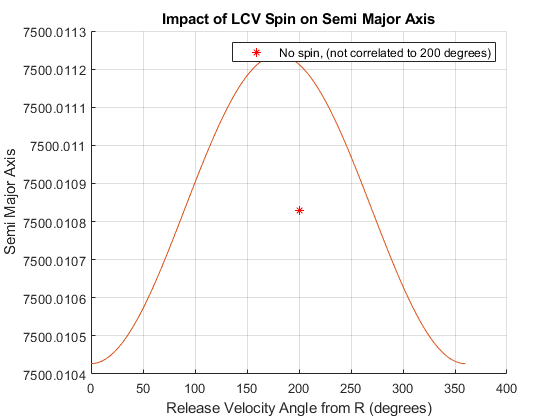 Impact of LCV Spin on Semi Major Axis
7500.0113
No spin, (not correlated to 200 degrees)
7500.0112
7500.0111
7500.011
7500.0109
7500.0108
7500.0107
7500.0106
7500.0105
7500.0104
Semi Major Axis
0 50 100 150 200 250 300 350 400
Release Velocity Angle from R (degrees)